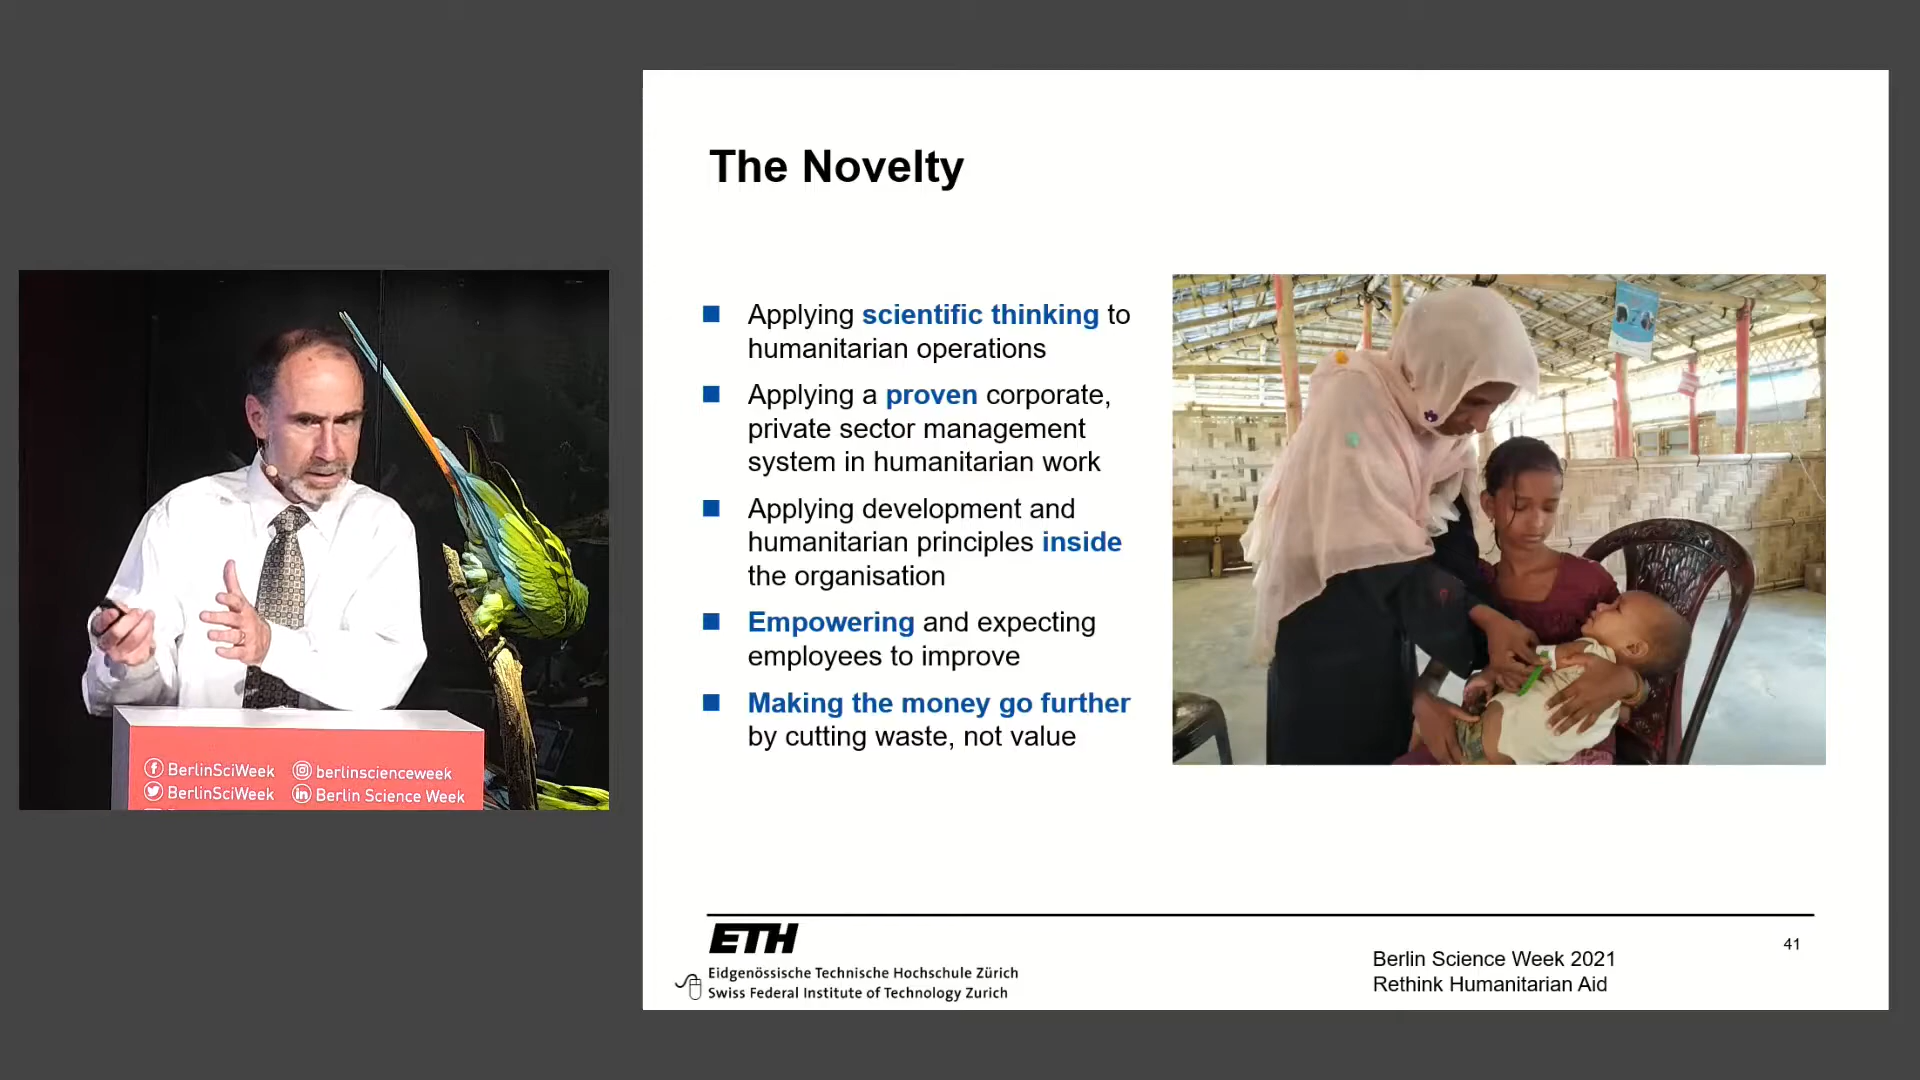 The Novelty
Applying scientific thinking to
humanitarian operations
Applying a proven corporate,
private sector management
system in humanitarian work
Applying development and
humanitarian principles inside
the organisation
Empowering and expecting
employees to improve
Making the money go further
by cutting waste, not value
BerlinSciWeek
berlinscienceweek
BerlinSciWeek
Berlin Science Week
ETH
Eidgenössische Technische Hochschule Zürich
Swiss Federal Institute of Technology Zurich
Berlin Science Week 2021
Rethink Humanitarian Aid
41